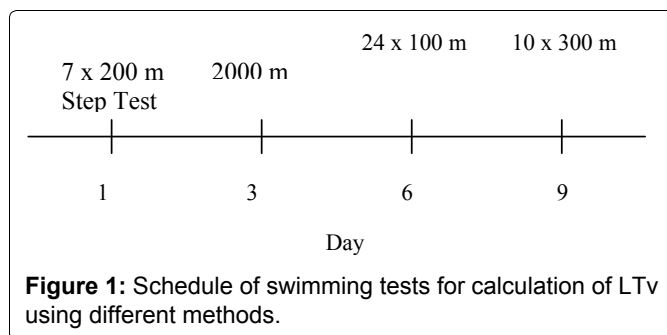 24 x 100 m 10 x 300 m
7 x 200 m 2000 m
Step Test
1 3 6 9
Day
Figure 1: Schedule of swimming tests for calculation of LTv
using different methods.